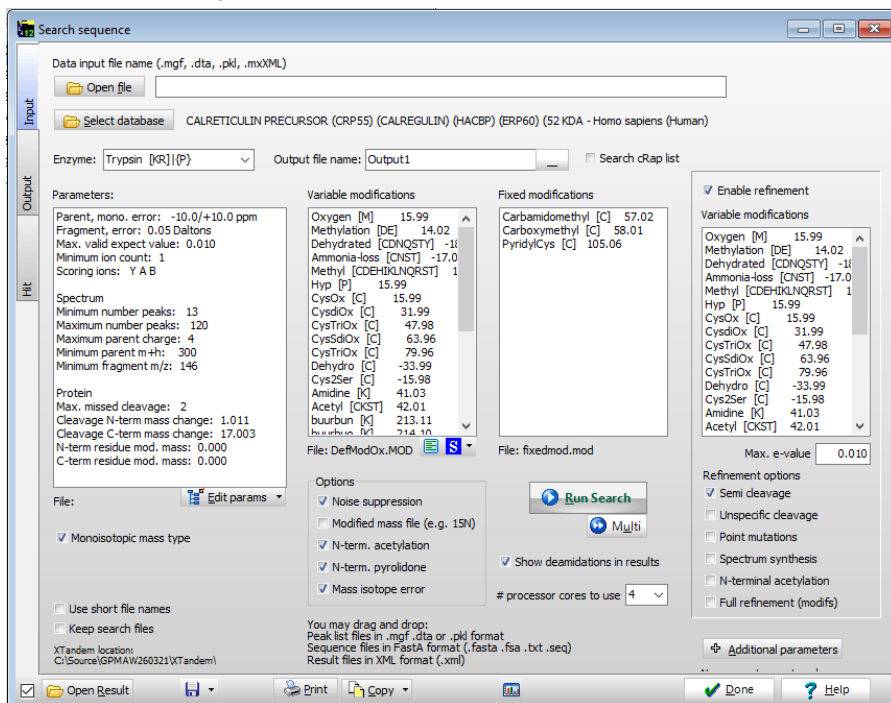 Search sequence
Input
Output
Hit
Data input file name (.mgf, .dta, .pkl, .mxXML)
Open file
Select database
CALRETICULIN PRECURSOR (CRP55) (CALREGULIN) (HACBP) (ERP60) (52 KDA - Homo sapiens (Human)
Enzyme: Trypsin [KR]|{P} Output file name: Output1 ... Search cRap list
Parameters:
Parent, mono. error: -10.0/+10.0 ppm
Fragment, error: 0.05 Daltons
Max. valid expect value: 0.010
Minimum ion count: 1
Scoring ions: Y A B
Spectrum
Minimum number peaks: 13
Maximum number peaks: 120
Maximum parent charge: 4
Minimum parent m+h: 300
Minimum fragment m/z: 146
Protein
Max. missed cleavage: 2
Cleavage N-term mass change: 1.011
Cleavage C-term mass change: 17.003
N-term residue mod. mass: 0.000
C-term residue mod. mass: 0.000
File:
Edit params
Monoisotopic mass type
Use short file names
Keep search files
XTandem location:
C:\Source\GPMAW260321\XTandem\
Variable modifications
Oxygen [M] 15.99
Methylation [DE] 14.02
Dehydrated [CDNQSTY] -18
Ammonia-loss [CNST] -17.0
Methyl [CDEHIKLNQRST] 1
Hyp [P] 15.99
CysOx [C] 15.99
CysdiOx [C] 31.99
CysTriOx [C] 47.98
CysSdiOx [C] 63.96
CysTriOx [C] 79.96
Dehydro [C] -33.99
Cys2Ser [C] -15.98
Amidine [K] 41.03
Acetyl [CKST] 42.01
buurbun [K] 213.11
buurbun [K] 214.10
File: DefModOx.MOD S
Options
Noise suppression
Modified mass file (e.g. 15N)
N-term. acetylation
N-term. pyrolidone
Mass isotope error
You may drag and drop:
Peak list files in .mgf .dta or .pkl format
Sequence files in FastA format (.fasta .fsa .txt .seq)
Result files in XML format (.xml)
Fixed modifications
Carbamidomethyl [C] 57.02
Carboxymethyl [C] 58.01
PyridylCys [C] 105.06
File: fixedmod.mod
Run Search
Multi
Show deamidations in results
# processor cores to use 4
Enable refinement
Variable modifications
Oxygen [M] 15.99
Methylation [DE] 14.02
Dehydrated [CDNQSTY] -18
Ammonia-loss [CNST] -17.0
Methyl [CDEHIKLNQRST] 1
Hyp [P] 15.99
CysOx [C] 15.99
CysdiOx [C] 31.99
CysTriOx [C] 47.98
CysSdiOx [C] 63.96
CysTriOx [C] 79.96
Dehydro [C] -33.99
Cys2Ser [C] -15.98
Amidine [K] 41.03
Acetyl [CKST] 42.01
Max. e-value 0.010
Refinement options
Semi cleavage
Unspecific cleavage
Point mutations
Spectrum synthesis
N-terminal acetylation
Full refinement (modifs)
Additional parameters
Open Result
Print
Copy
Done
Help